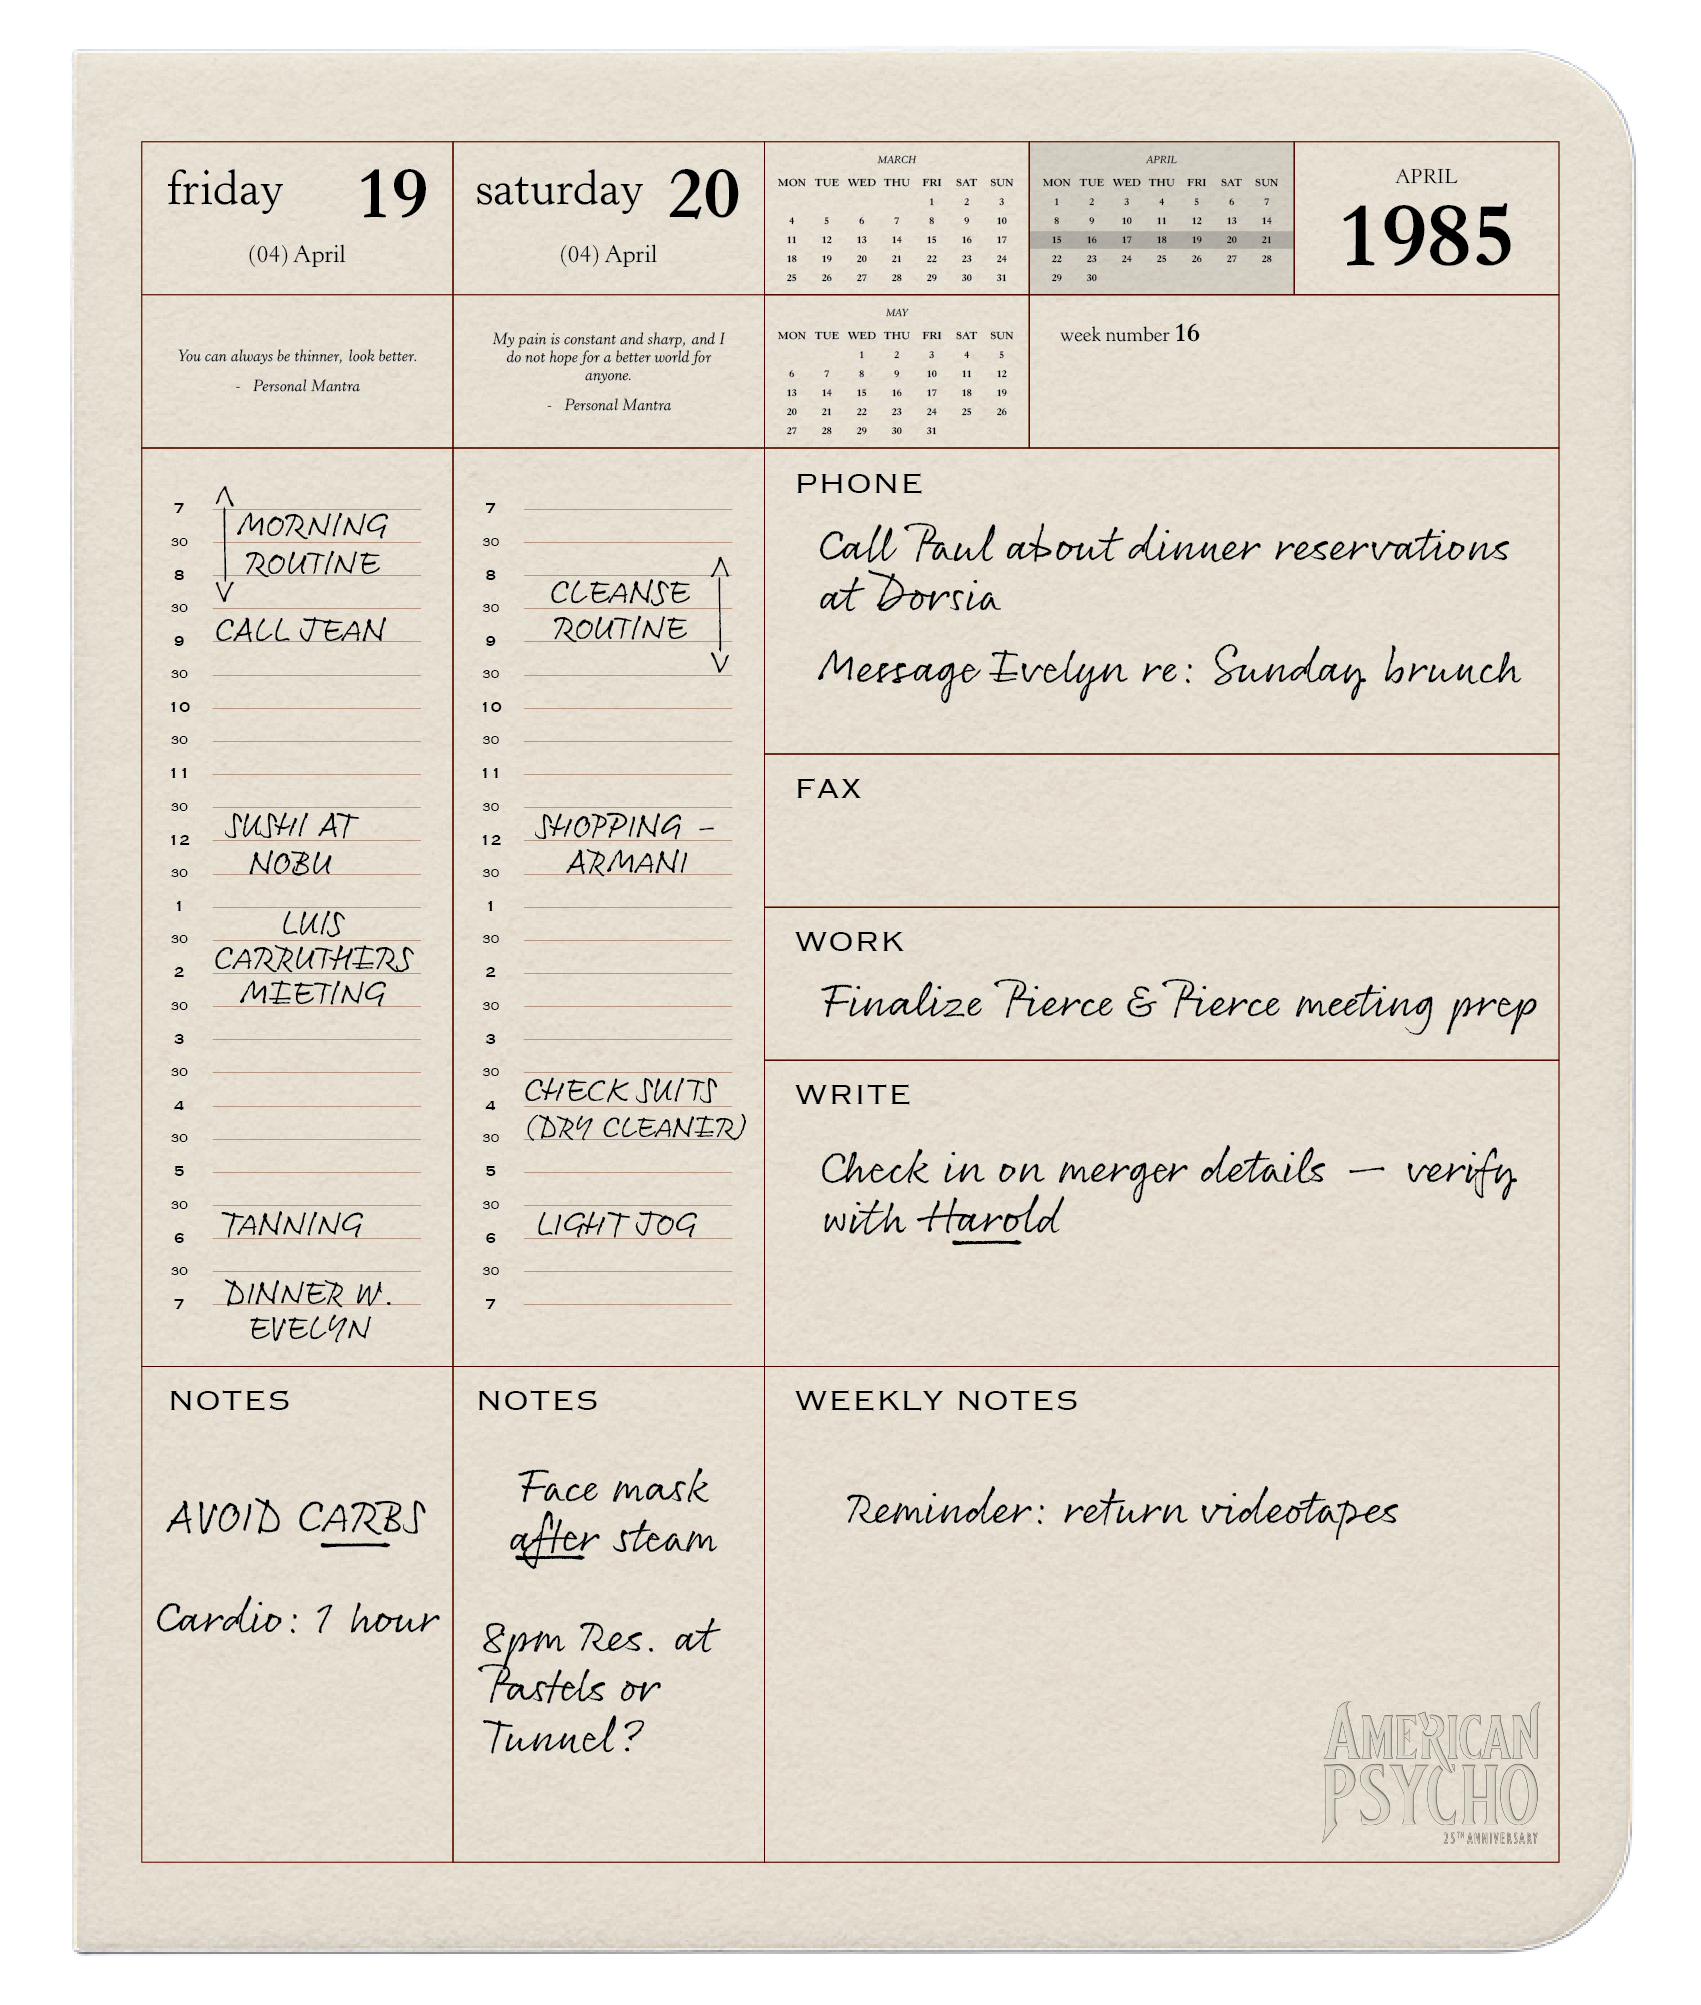 friday 19
(04) April
saturday 20
(04) April
MARCH
MON TUE WED THU FRI SAT SUN
1 2 3
4 5 6 7 8 9 10
11 12 13 14 15 16 17
18 19 20 21 22 23 24
25 26 27 28 29 30 31
APRIL
MON TUE WED THU FRI SAT SUN
1 2 3 4 5 6 7
8 9 10 11 12 13 14
15 16 17 18 19 20 21
22 23 24 25 26 27 28
29 30
APRIL
1985
You can always be thinner, look better.
- Personal Mantra
My pain is constant and sharp, and I
do not hope for a better world for
anyone.
- Personal Mantra
MAY
MON TUE WED THU FRI SAT SUN
1 2 3 4 5
6 7 8 9 10 11 12
13 14 15 16 17 18 19
20 21 22 23 24 25 26
27 28 29 30 31
week number 16
7
MORNING
30
ROUTINE
8
30
9 CALL JEAN
30
10
30
11
30
SUSHI AT
12
NOBU
30
1
LUIS
30
CARRUTHERS
2
MEETING
30
3
30
4
30
5
30
TANNING
6
30
DINNER W.
7
EVELYN
7
30
8
CLEANSE
30
ROUTINE
9
30
10
30
11
30
SHOPPING –
12
ARMANI
30
1
30
2
30
3
30
CHECK SUITS
4
(DRY CLEANER)
30
5
30
LIGHT JOG
6
30
7
PHONE
Call Paul about dinner reservations
at Dorsia
Message Evelyn re: Sunday brunch
FAX
WORK
Finalize Pierce & Pierce meeting prep
WRITE
Check in on merger details — verify
with Harold
NOTES
AVOID CARBS
Cardio: 1 hour
NOTES
Face mask
after steam
8pm Res. at
Pastels or
Tunnel?
WEEKLY NOTES
Reminder: return videotapes
AMERICAN
PSYCHO
25TH ANNIVERSARY